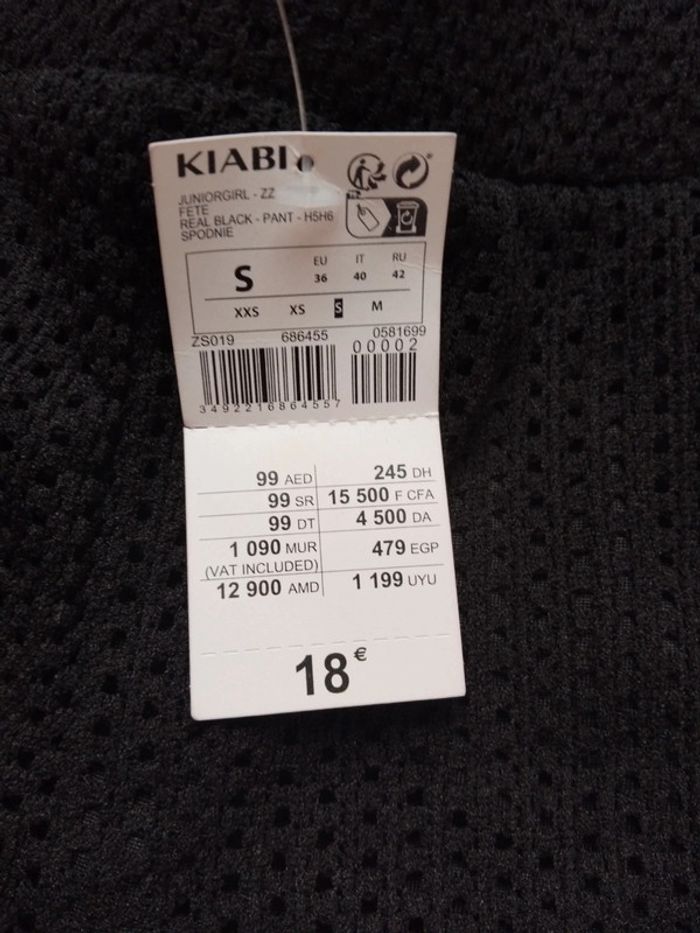 KIABI
JUNIORGIRL - ZZ
FETE
REAL BLACK - PANT - H5H6
SPODNIE
S
EU IT RU
36 40 42
XXS XS S M
ZS019 686455 0581699
00002
3492216864557
99 AED 245 DH
99 SR 15 500 F CFA
99 DT 4 500 DA
1 090 MUR 479 EGP
(VAT INCLUDED)
12 900 AMD 1 199 UYU
18 €